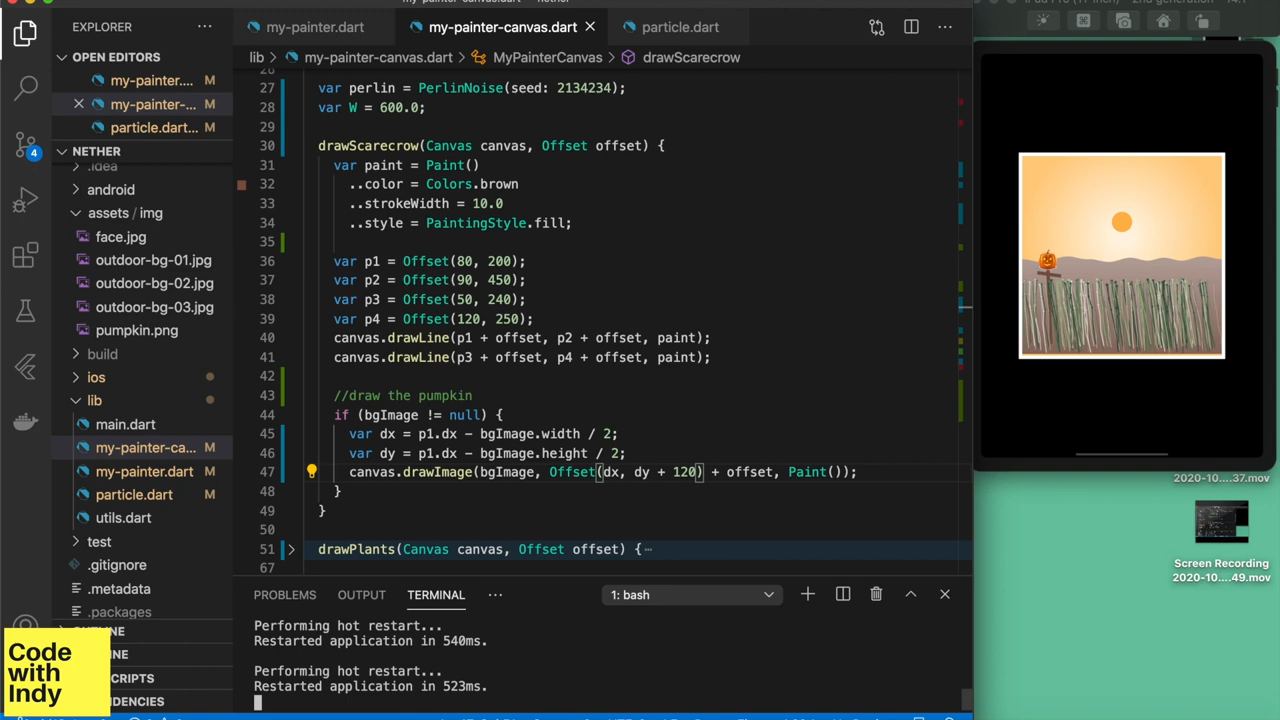 EXPLORER
OPEN EDITORS
my-painter.... M
my-painter-... M
particle.dart... M
NETHER
.idea
android
assets / img
face.jpg
outdoor-bg-01.jpg
outdoor-bg-02.jpg
outdoor-bg-03.jpg
pumpkin.png
build
ios
lib
main.dart
my-painter-ca... M
my-painter.dart M
particle.dart M
utils.dart
test
.gitignore
.metadata
.packages
OUTLINE
4
Code
with
Indy
my-painter.dart
my-painter-canvas.dart
particle.dart
lib
my-painter-canvas.dart
MyPainterCanvas
drawScarecrow
27 var perlin = PerlinNoise(seed: 2134234);
28 var W = 600.0;
29
30 drawScarecrow(Canvas canvas, Offset offset) {
31 var paint = Paint()
32 ..color = Colors.brown
33 ..strokeWidth = 10.0
34 ..style = PaintingStyle.fill;
35
36 var p1 = Offset(80, 200);
37 var p2 = Offset(90, 450);
38 var p3 = Offset(50, 240);
39 var p4 = Offset(120, 250);
40 canvas.drawLine(p1 + offset, p2 + offset, paint);
41 canvas.drawLine(p3 + offset, p4 + offset, paint);
42
43 //draw the pumpkin
44 if (bgImage != null) {
45 var dx = p1.dx - bgImage.width / 2;
46 var dy = p1.dx - bgImage.height / 2;
47 canvas.drawImage(bgImage, Offset(dx, dy + 120) + offset, Paint());
48 }
49 }
50
51 drawPlants(Canvas canvas, Offset offset) {
67
PROBLEMS
OUTPUT
TERMINAL
1: bash
Performing hot restart...
Restarted application in 540ms.
Performing hot restart...
Restarted application in 523ms.
2020-10....37.mov
Screen Recording
2020-10....49.mov